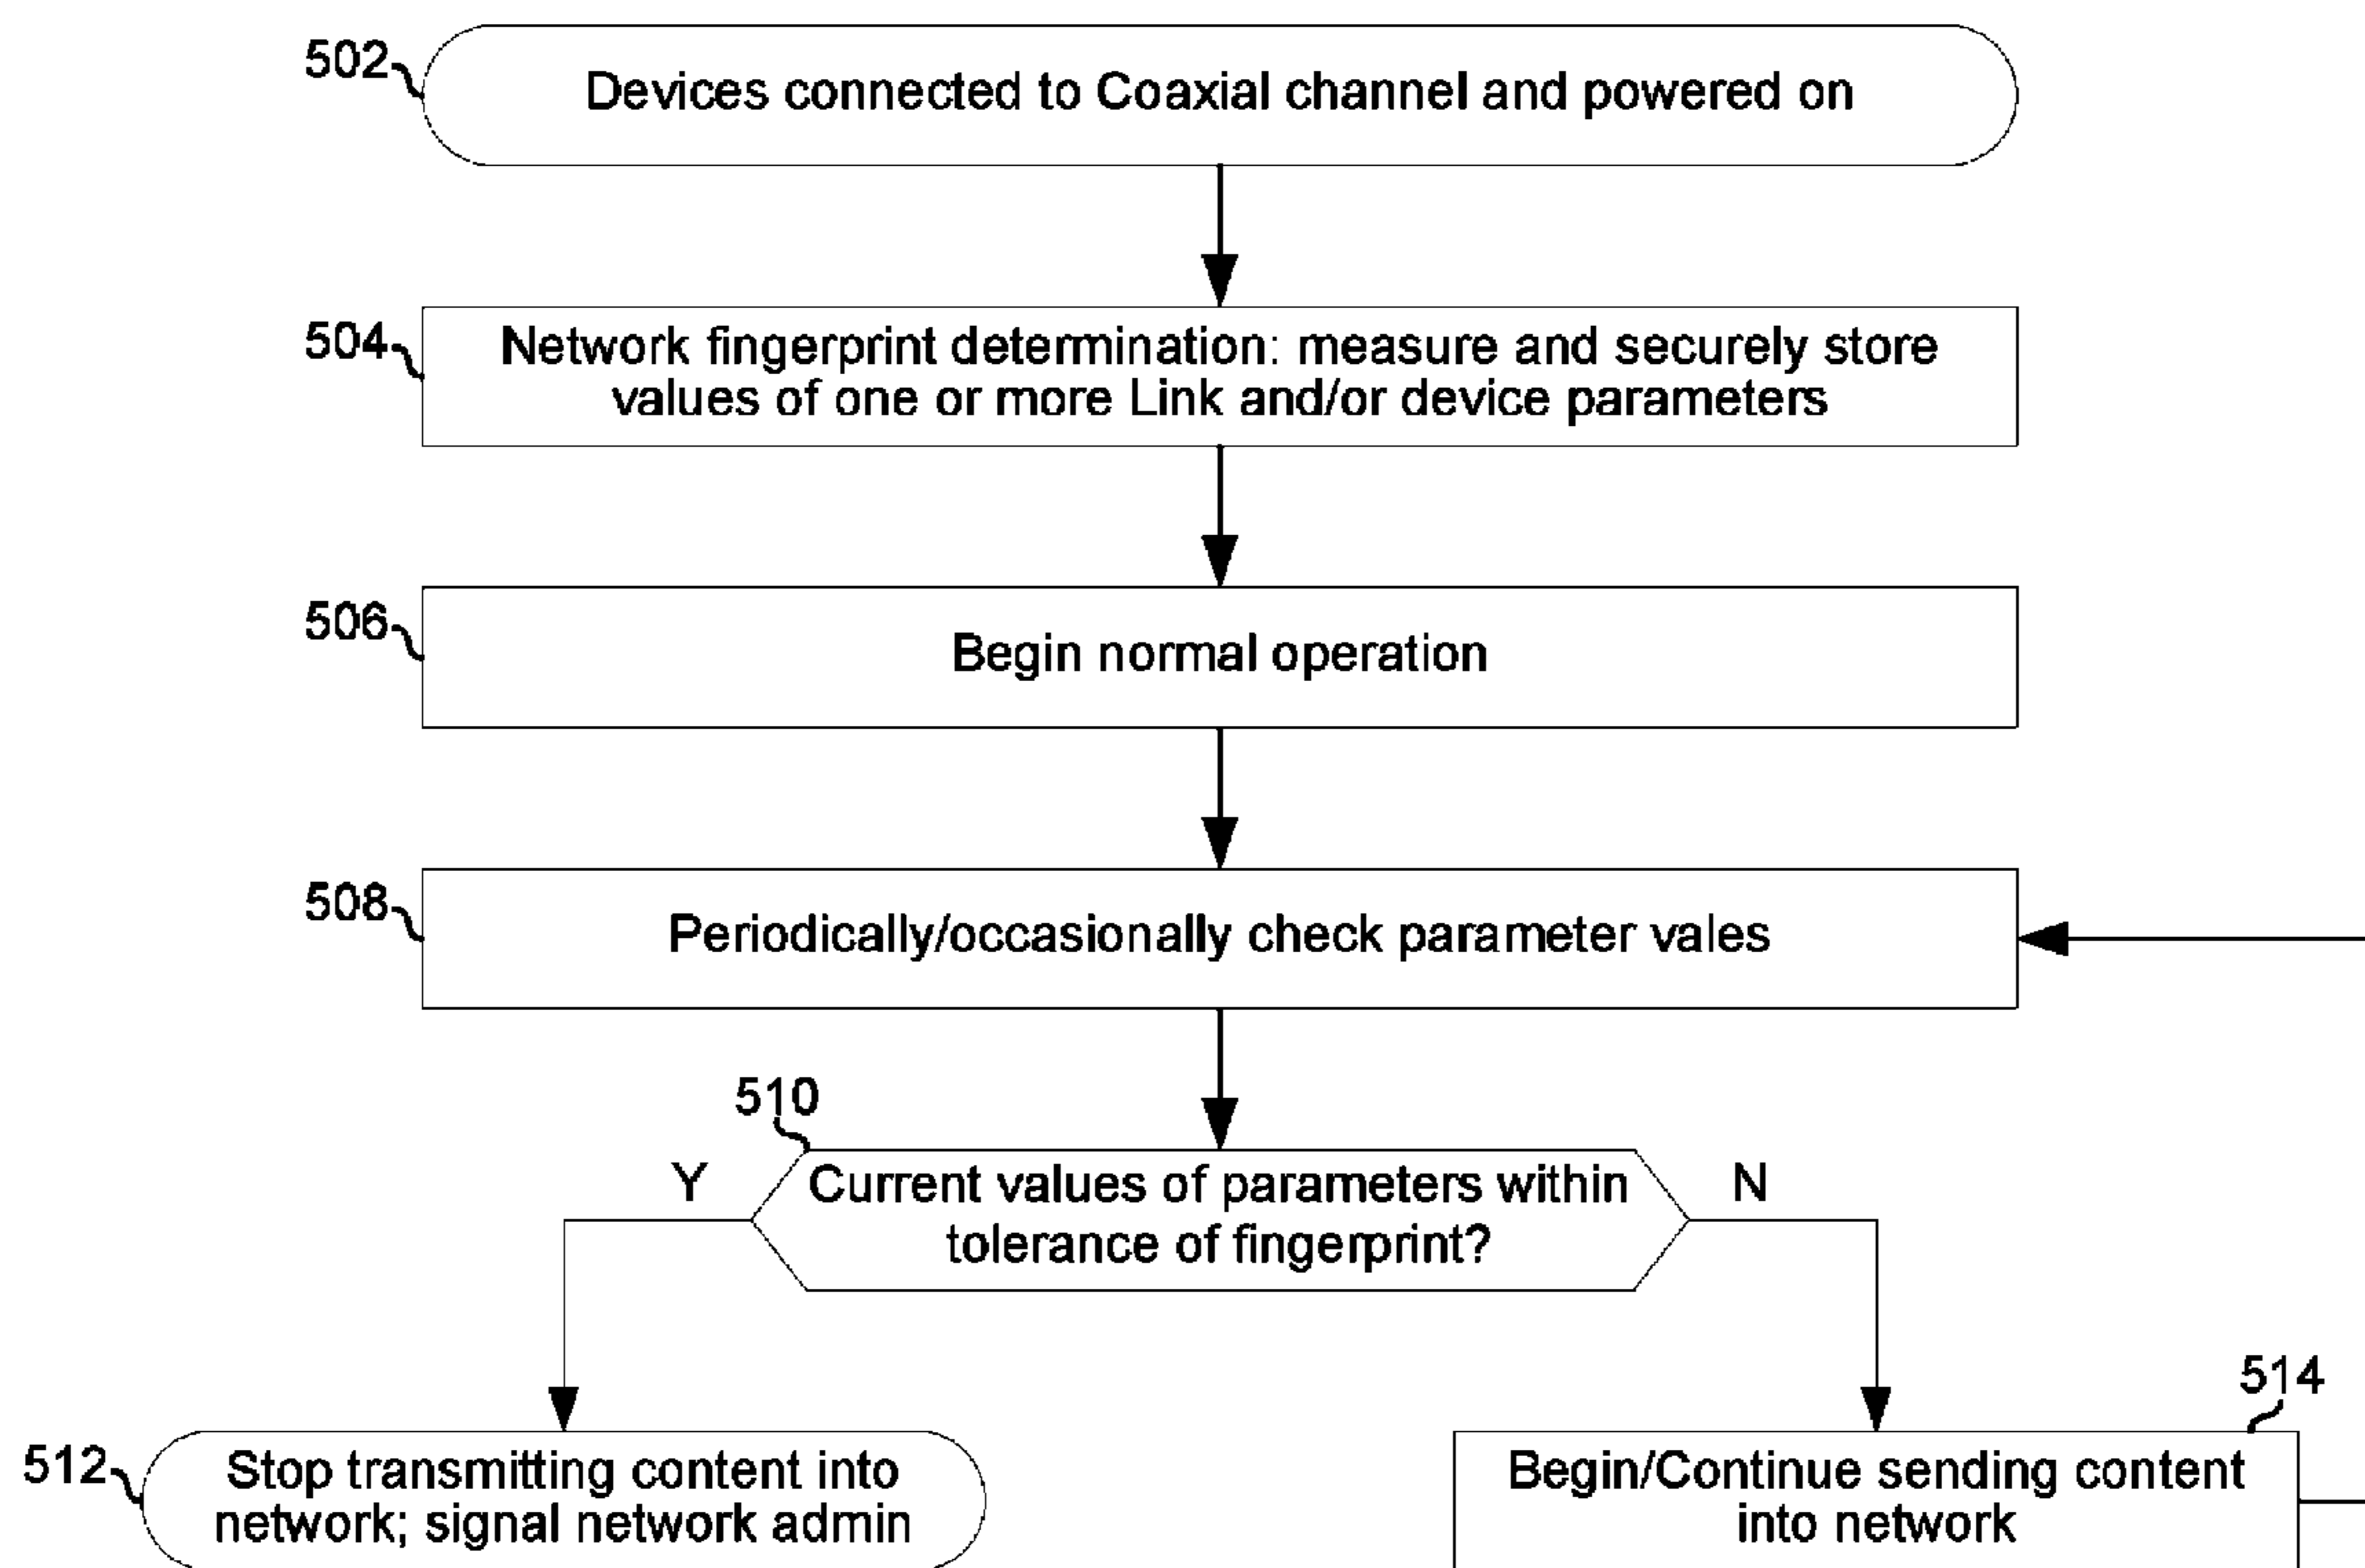 502
Devices connected to Coaxial channel and powered on
504
Network fingerprint determination: measure and securely store
values of one or more Link and/or device parameters
506
Begin normal operation
508
Periodically/occasionally check parameter vales
510
Y
Current values of parameters within
tolerance of fingerprint?
N
514
512
Stop transmitting content into
network; signal network admin
Begin/Continue sending content
into network